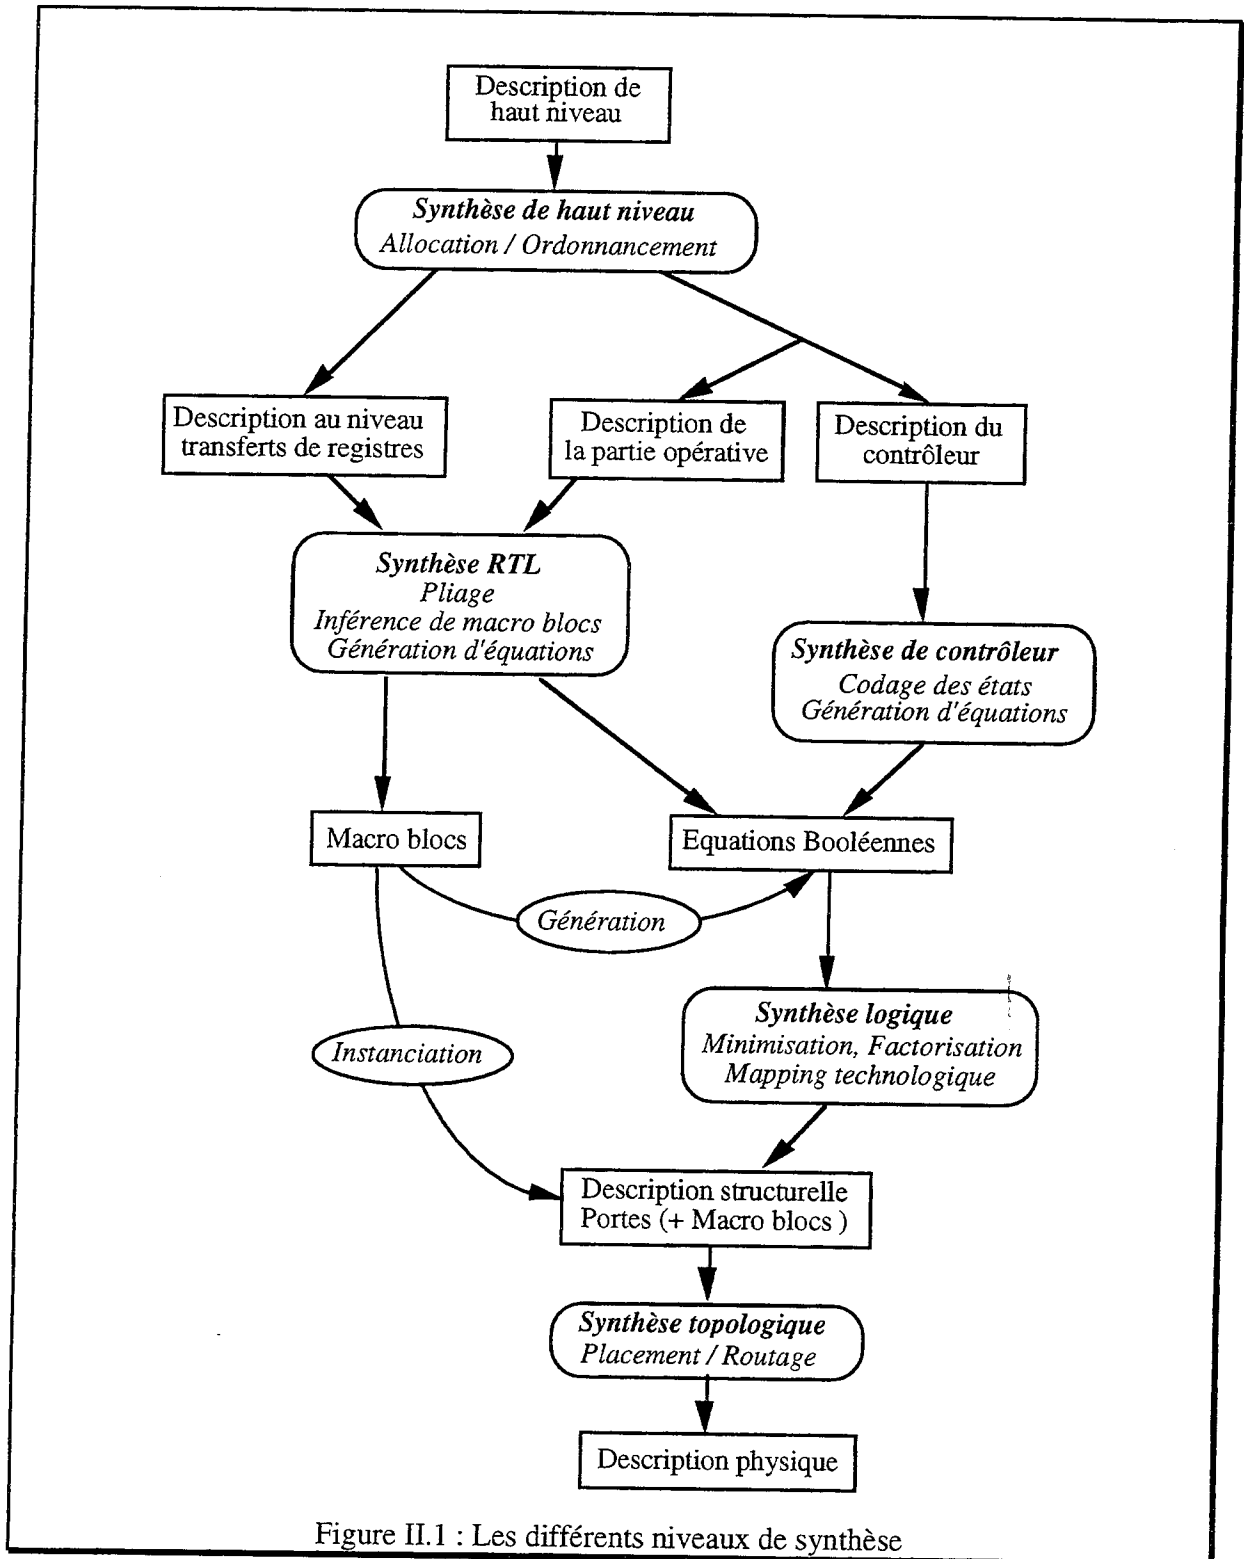 Description de
haut niveau
Synthèse de haut niveau
Allocation / Ordonnancement
Description au niveau
transferts de registres
Description de
la partie opérative
Description du
contrôleur
Synthèse RTL
Pliage
Inférence de macro blocs
Génération d'équations
Synthèse de contrôleur
Codage des états
Génération d'équations
Macro blocs
Equations Booléennes
Génération
Synthèse logique
Minimisation, Factorisation
Mapping technologique
Instanciation
Description structurelle
Portes (+ Macro blocs )
Synthèse topologique
Placement / Routage
Description physique
Figure II.1 : Les différents niveaux de synthèse